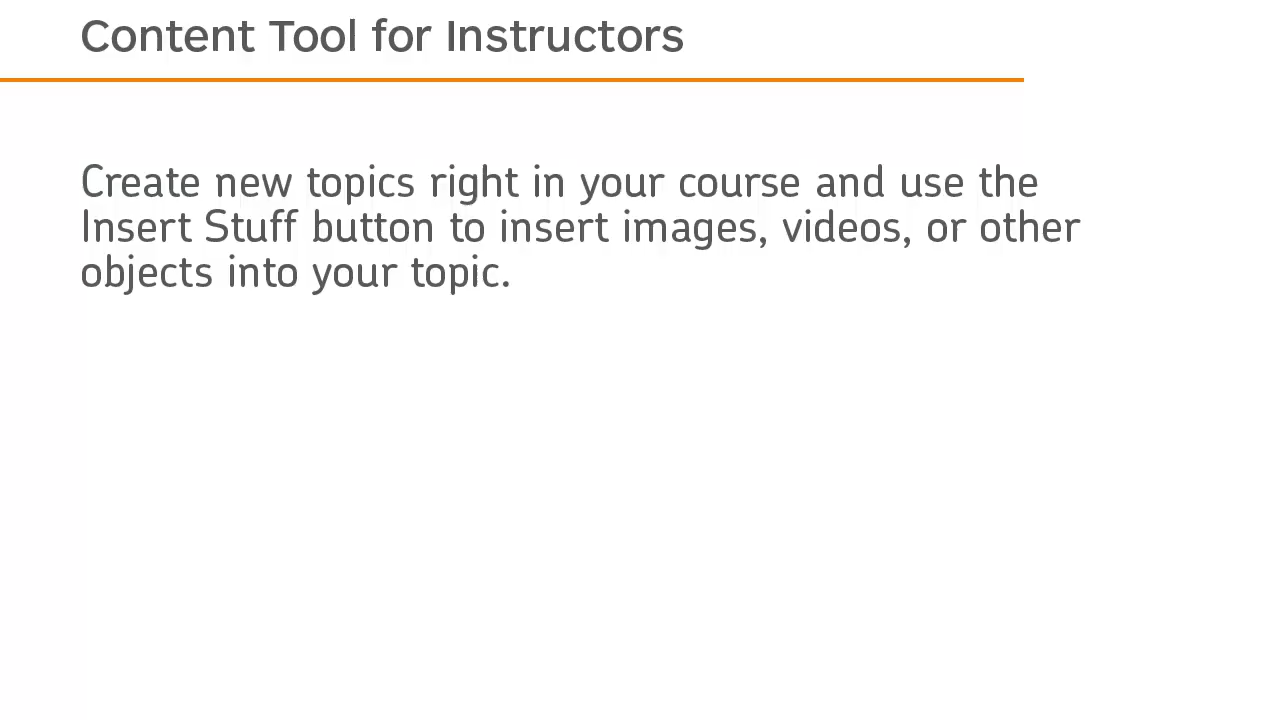 Content Tool for Instructors
Create new topics right in your course and use the
Insert Stuff button to insert images, videos, or other
objects into your topic.